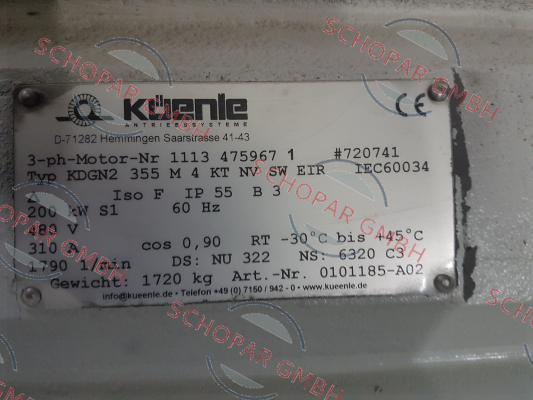 KÜENLE
ANTRIEBSSYSTEME
CE
D-71282 Hemmingen Saarstrasse 41-43
3-ph-Motor-Nr 1113 475967 1 #720741
Typ KDGN2 355 M 4 KT NV SW EIR IEC60034
Iso F IP 55 B 3
200 kW S1 60 Hz
480 V
310 A cos 0,90 RT -30°C bis +45°C
1790 1/min DS: NU 322 NS: 6320 C3
Gewicht: 1720 kg Art.-Nr. 0101185-A02
info@kueenle.de • Telefon +49 (0) 7150 / 942 - 0 • www.kueenle.de
SCHOPAR GMBH
SCHOPAR GMBH
SCHOPAR GMBH
SCHOPAR GMBH
SCHOPAR GMBH